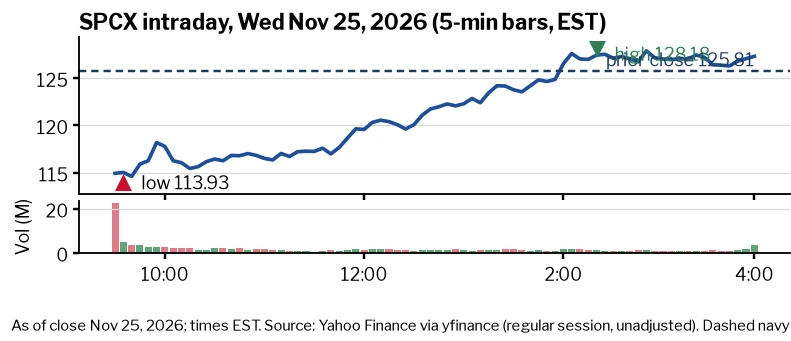 SPCX intraday, Wed Nov 25, 2026 (5-min bars, EST)
high 128.18
prior close 125.81
125
120
115
low 113.93
Vol (M)
20
0
10:00 12:00 2:00 4:00
As of close Nov 25, 2026; times EST. Source: Yahoo Finance via yfinance (regular session, unadjusted). Dashed navy